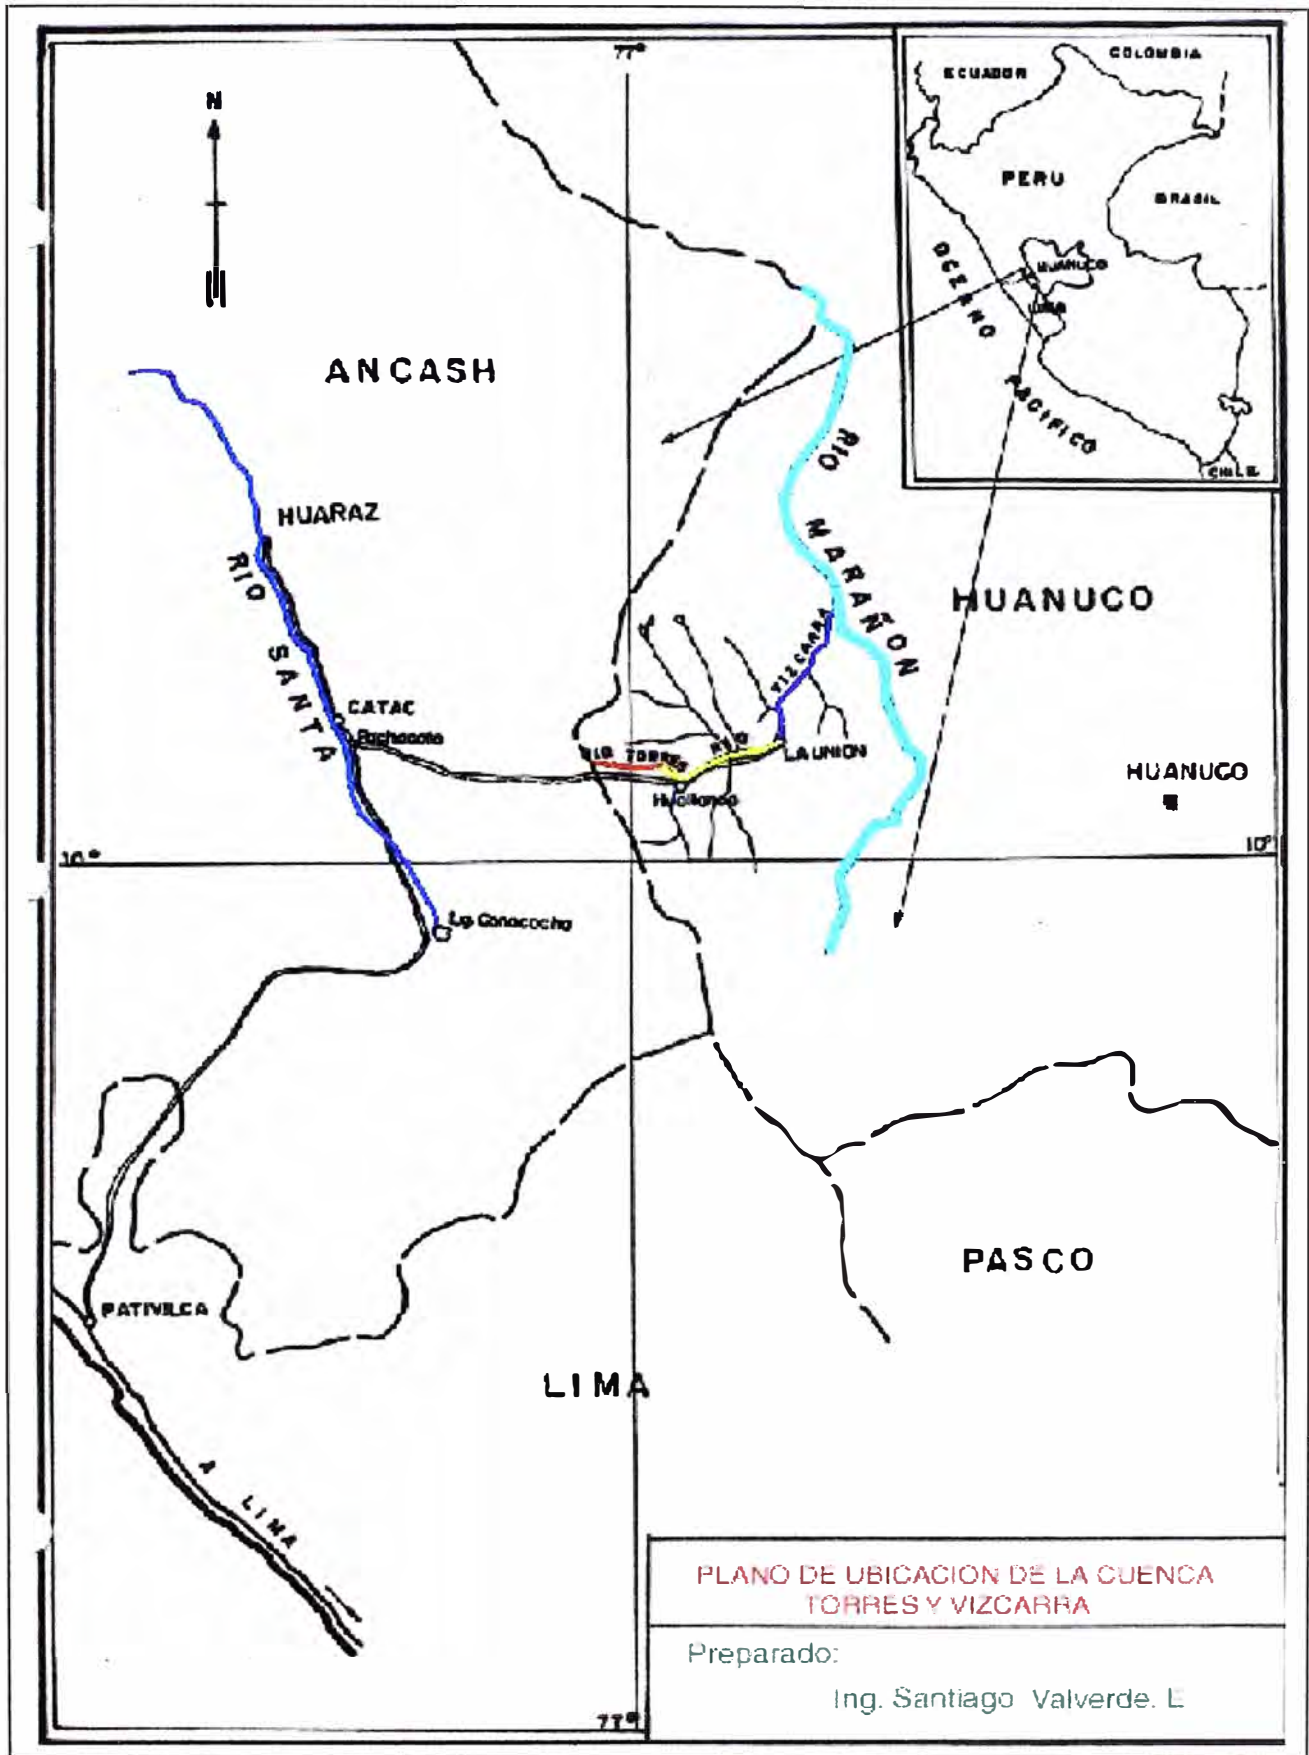 77°
N
ECUADOR
COLOMBIA
PERU
BRASIL
HUANUCO
LIMA
OCEANO
PACIFICO
CHILE
ANCASH
RIO
MARAÑON
HUARAZ
RIO
SANTA
HUANUCO
VIZCARRA
CATAC
RIO TORRES
RIO
LA UNION
HUANUCO
10°
10°
Lg. Conococha
PASCO
PATIVILCA
LIMA
A LIMA
77°
PLANO DE UBICACION DE LA CUENCA
TORRES Y VIZCARRA
Preparado:
Ing. Santiago Valverde. E